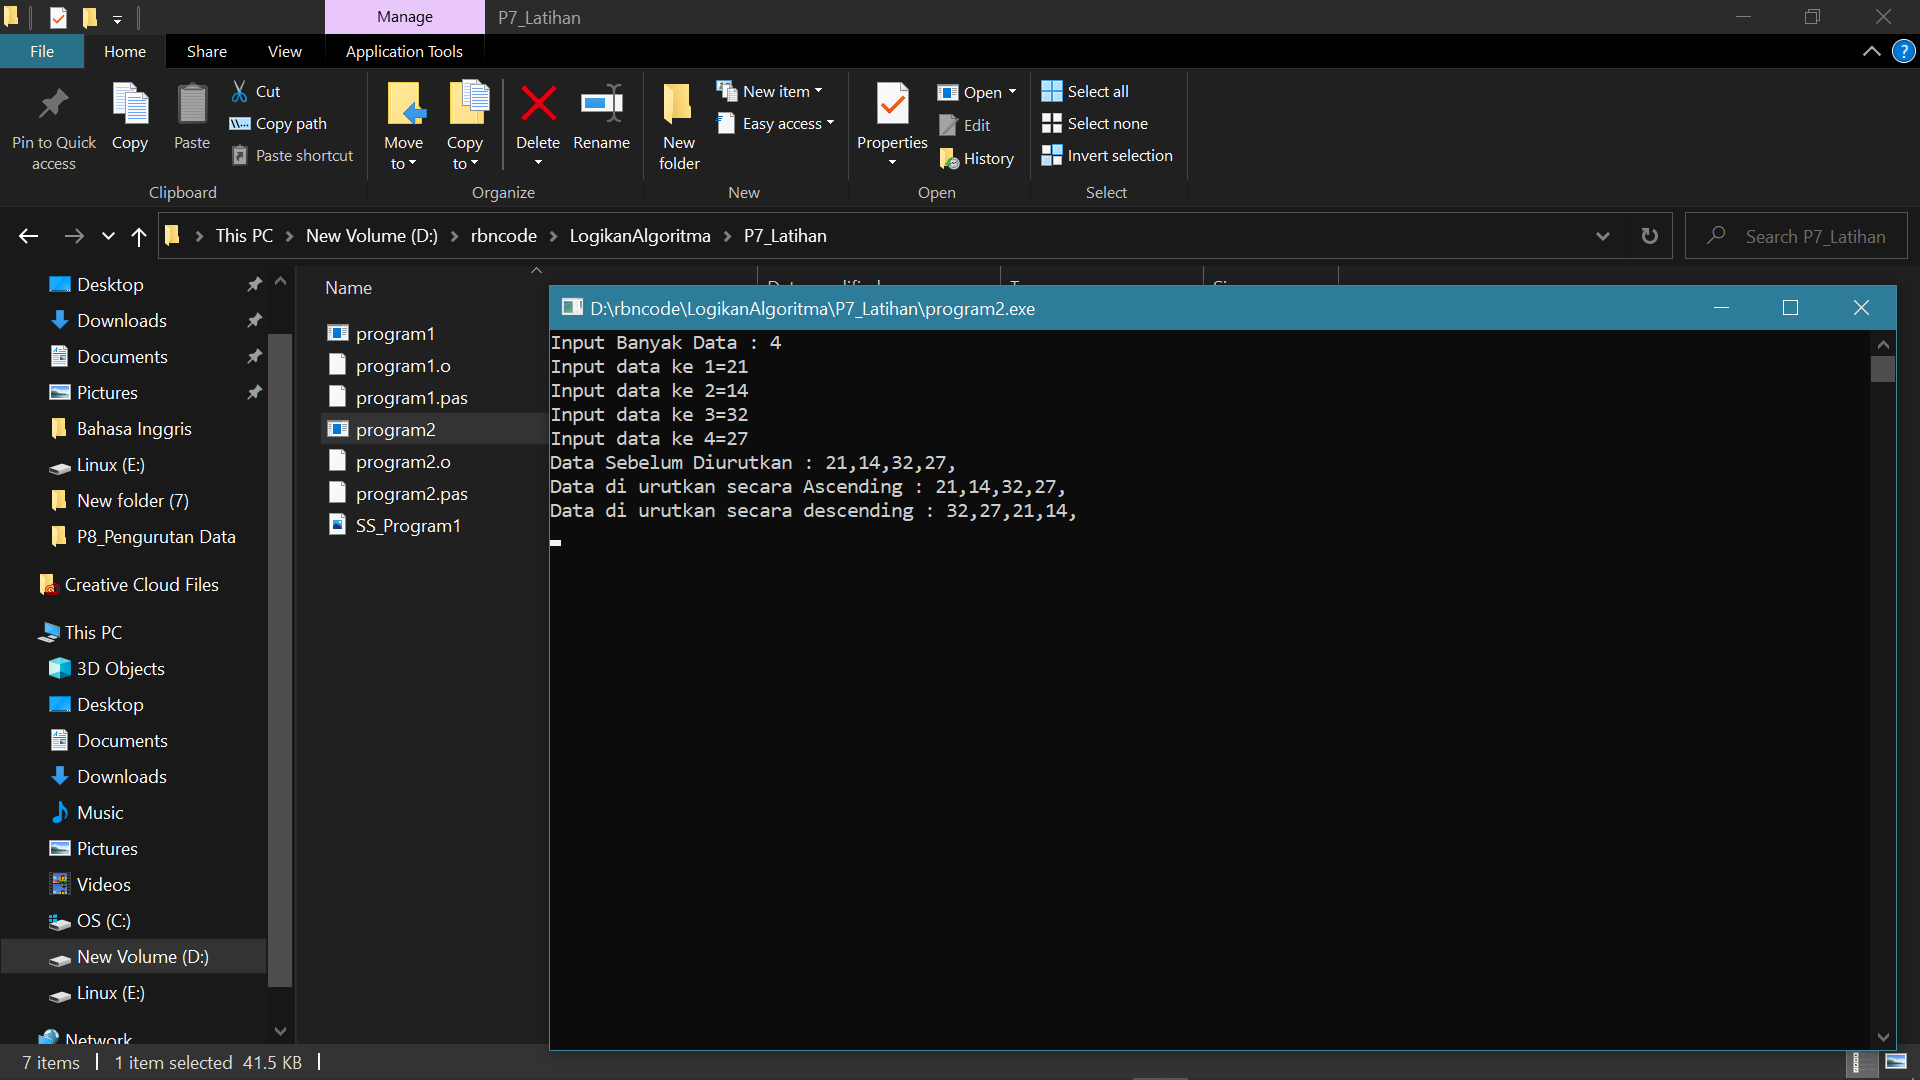 Manage
P7_Latihan
File
Home
Share
View
Application Tools
Pin to Quick access
Copy
Paste
Cut
Copy path
Paste shortcut
Clipboard
Move to
Copy to
Delete
Rename
Organize
New folder
New item
Easy access
New
Properties
Open
Edit
History
Open
Select all
Select none
Invert selection
Select
This PC
New Volume (D:)
rbncode
LogikanAlgoritma
P7_Latihan
Search P7_Latihan
Desktop
Downloads
Documents
Pictures
Bahasa Inggris
Linux (E:)
New folder (7)
P8_Pengurutan Data
Creative Cloud Files
This PC
3D Objects
Desktop
Documents
Downloads
Music
Pictures
Videos
OS (C:)
New Volume (D:)
Linux (E:)
Network
Name
program1
program1.o
program1.pas
program2
program2.o
program2.pas
SS_Program1
D:\rbncode\LogikanAlgoritma\P7_Latihan\program2.exe
Input Banyak Data : 4
Input data ke 1=21
Input data ke 2=14
Input data ke 3=32
Input data ke 4=27
Data Sebelum Diurutkan : 21,14,32,27,
Data di urutkan secara Ascending : 21,14,32,27,
Data di urutkan secara descending : 32,27,21,14,
7 items
1 item selected 41.5 KB